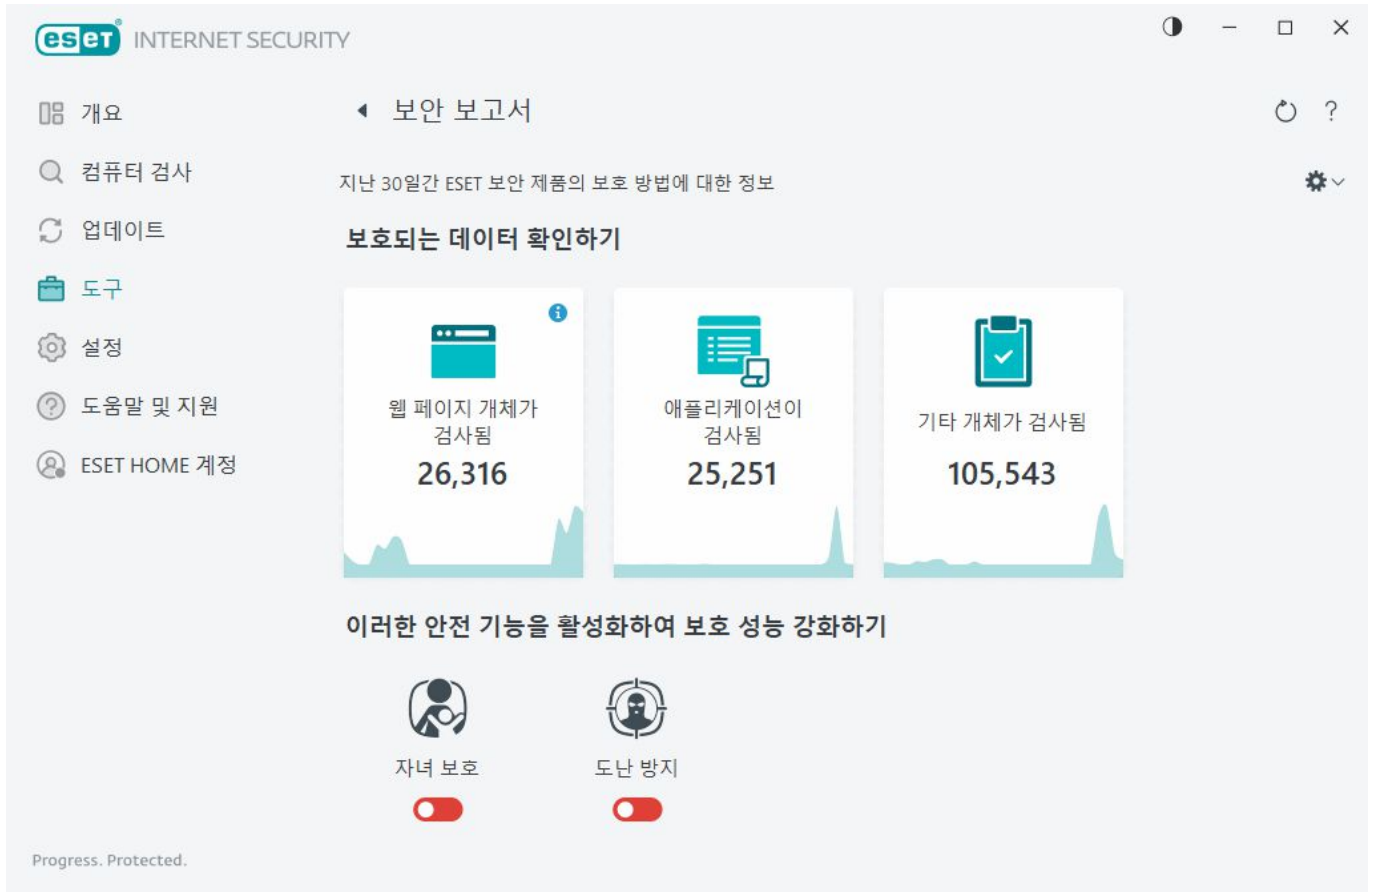 eseT® INTERNET SECURITY
개요
컴퓨터 검사
업데이트
도구
설정
도움말 및 지원
ESET HOME 계정
보안 보고서
?
지난 30일간 ESET 보안 제품의 보호 방법에 대한 정보
보호되는 데이터 확인하기
웹 페이지 개체가
검사됨
26,316
애플리케이션이
검사됨
25,251
기타 개체가 검사됨
105,543
이러한 안전 기능을 활성화하여 보호 성능 강화하기
자녀 보호
도난 방지
Progress. Protected.